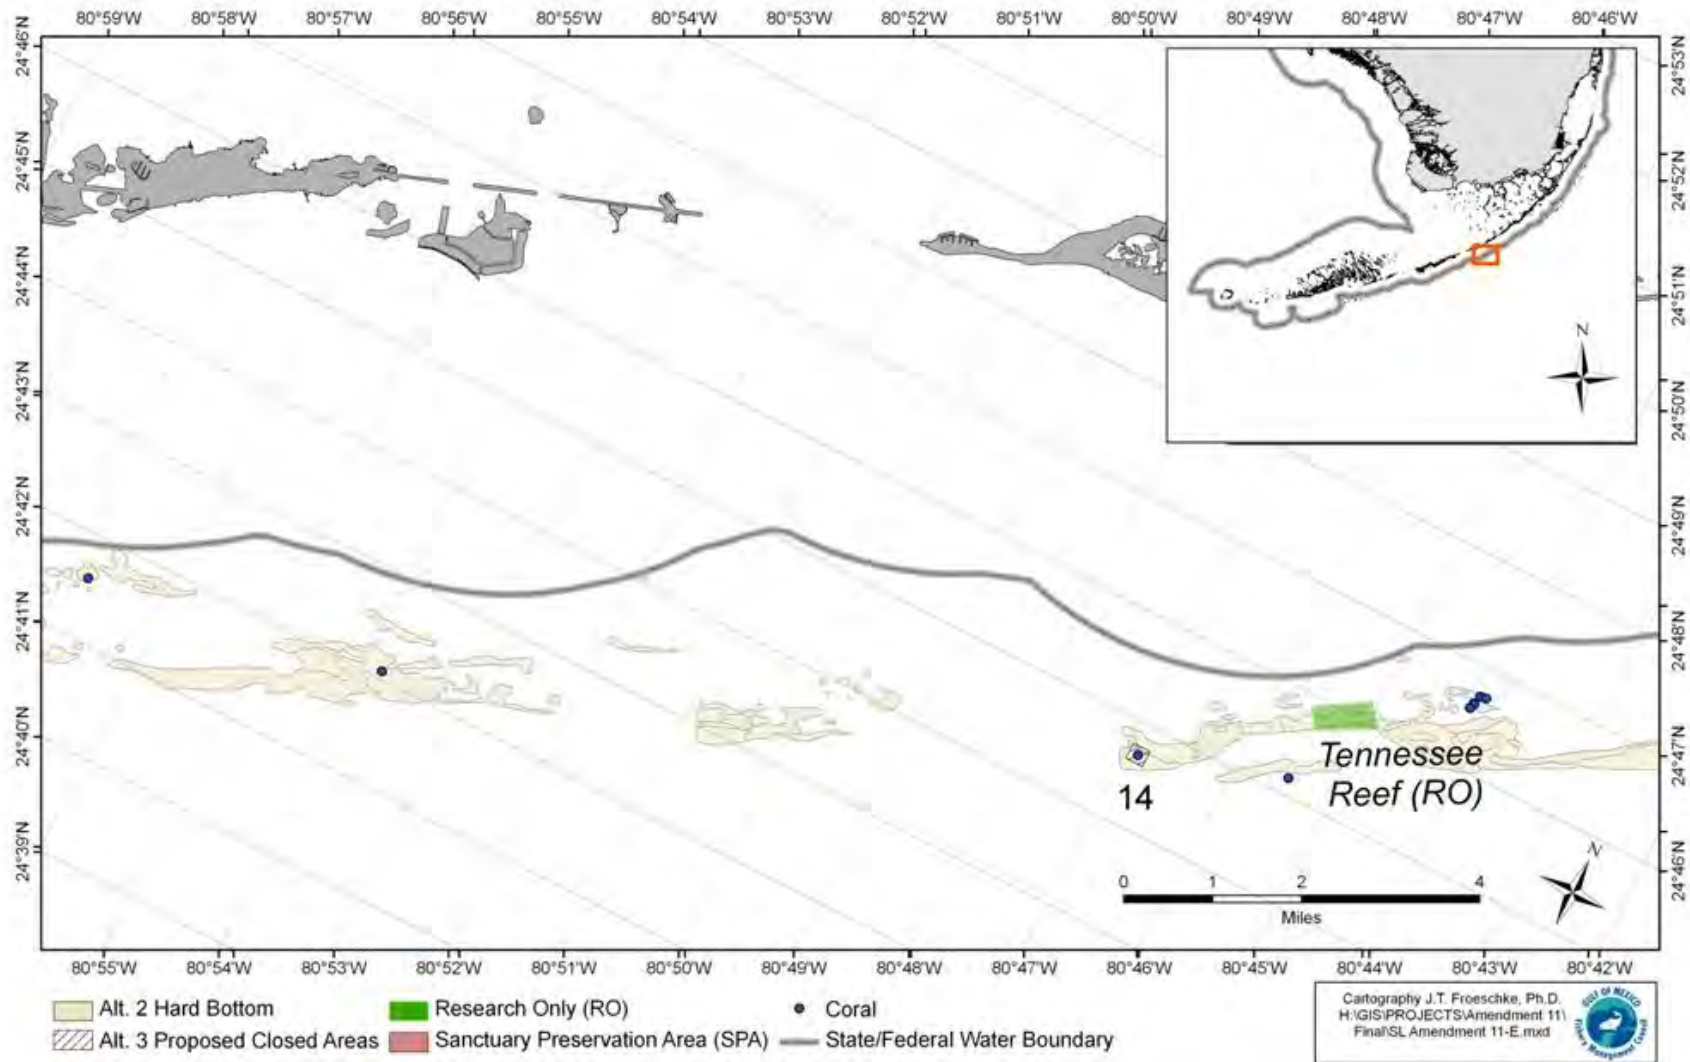 80°59'W 80°58'W 80°57'W 80°56'W 80°55'W 80°54'W 80°53'W 80°52'W 80°51'W 80°50'W 80°49'W 80°48'W 80°47'W 80°46'W
24°46'N
24°45'N
24°44'N
24°43'N
24°42'N
24°41'N
24°40'N
24°39'N
24°53'N
24°52'N
24°51'N
24°50'N
24°49'N
24°48'N
24°47'N
24°46'N
N
Tennessee
Reef (RO)
14
N
0 1 2 4
Miles
80°55'W 80°54'W 80°53'W 80°52'W 80°51'W 80°50'W 80°49'W 80°48'W 80°47'W 80°46'W 80°45'W 80°44'W 80°43'W 80°42'W
Alt. 2 Hard Bottom
Alt. 3 Proposed Closed Areas
Research Only (RO)
Sanctuary Preservation Area (SPA)
Coral
State/Federal Water Boundary
Cartography J.T. Froeschke, Ph.D.
H:\GIS\PROJECTS\Amendment 11\
Final\SL Amendment 11-E.mxd
GULF OF MEXICO
Fishery Management Council